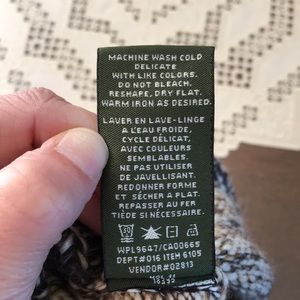 MACHINE WASH COLD
DELICATE
WITH LIKE COLORS.
DO NOT BLEACH.
RESHAPE, DRY FLAT.
WARM IRON AS DESIRED.
LAVER EN LAVE-LINGE
A L'EAU FROIDE,
CYCLE DÉLICAT,
AVEC COULEURS
SEMBLABLES.
NE PAS UTILISER
DE JAVELLISANT.
REDONNER FORME
ET SÉCHER A PLAT.
REPASSER AU FER
TIÈDE SI NÉCESSAIRE.
30
WPL9647/CA00665
DEPT#016 ITEM 6105
VENDOR#02813